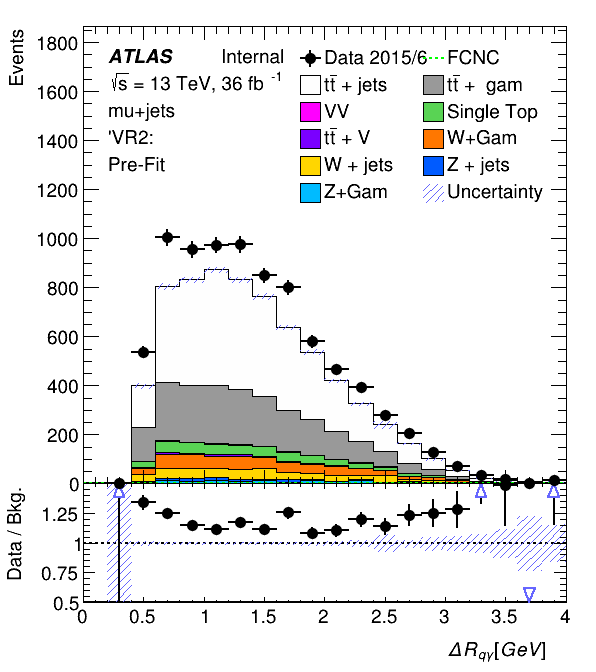 Events
1800
1600
1400
1200
1000
800
600
400
200
0
ATLAS Internal
√s = 13 TeV, 36 fb -1
mu+jets
'VR2:
Pre-Fit
Data 2015/6 FCNC
tt̄ + jets tt̄ + gam
VV Single Top
tt̄ + V W+Gam
W + jets Z + jets
Z+Gam Uncertainty
Data / Bkg.
1.25
1
0.75
0.5
0 0.5 1 1.5 2 2.5 3 3.5 4
ΔR_qγ[GeV]